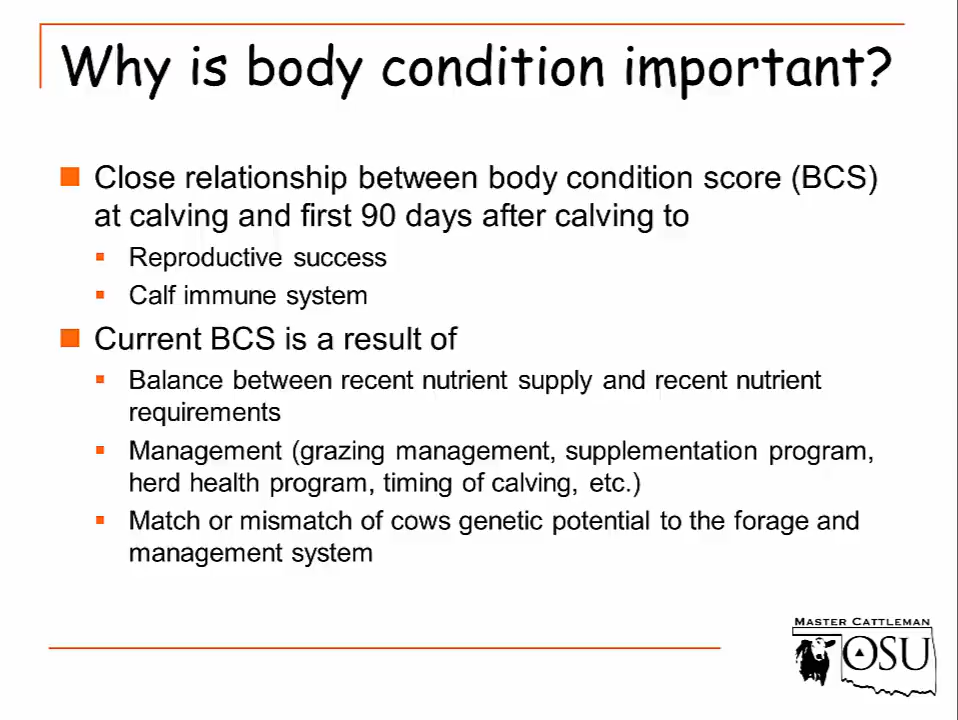 Why is body condition important?
Close relationship between body condition score (BCS)
at calving and first 90 days after calving to
Reproductive success
Calf immune system
Current BCS is a result of
Balance between recent nutrient supply and recent nutrient
requirements
Management (grazing management, supplementation program,
herd health program, timing of calving, etc.)
Match or mismatch of cows genetic potential to the forage and
management system
MASTER CATTLEMAN
OSU